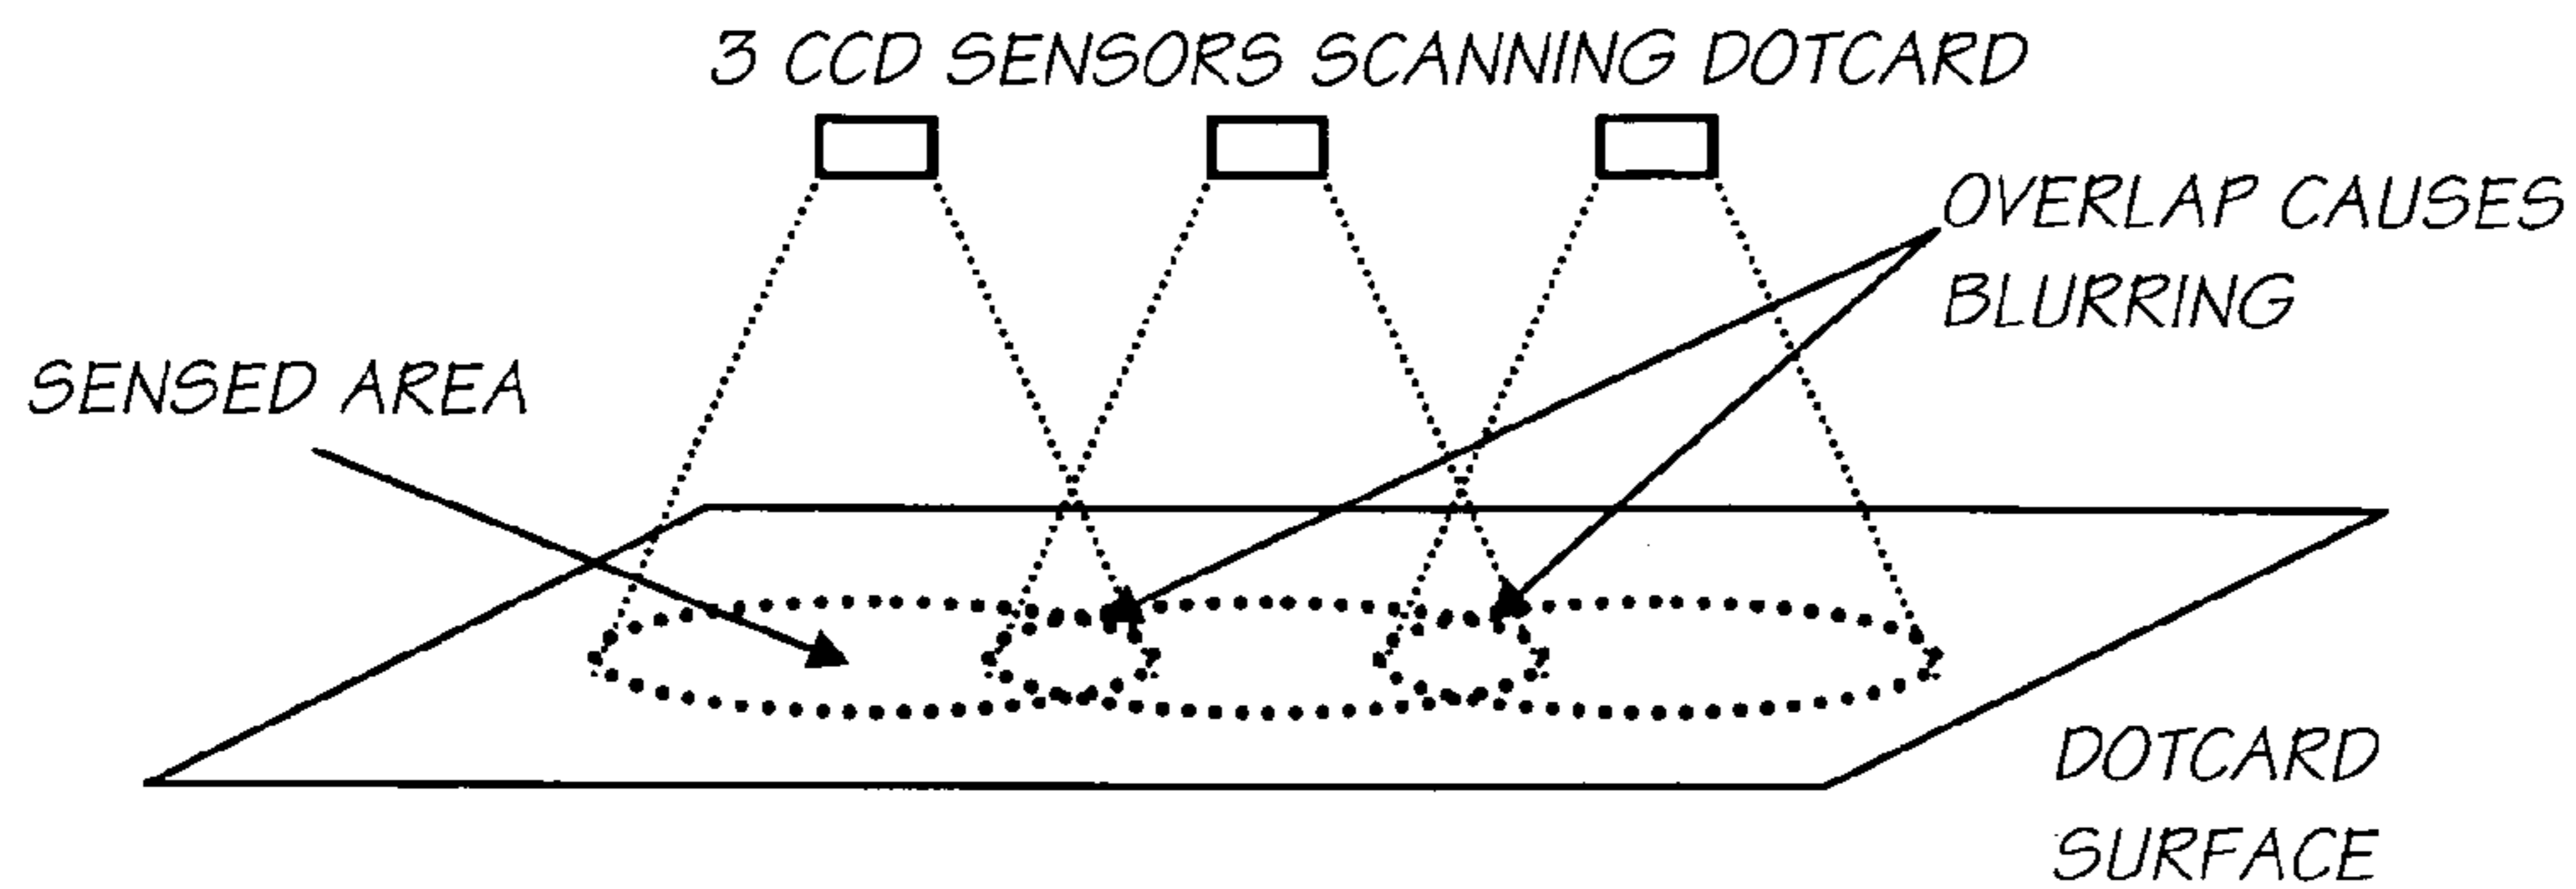 3 CCD SENSORS SCANNING DOTCARD
OVERLAP CAUSES
BLURRING
SENSED AREA
DOTCARD
SURFACE